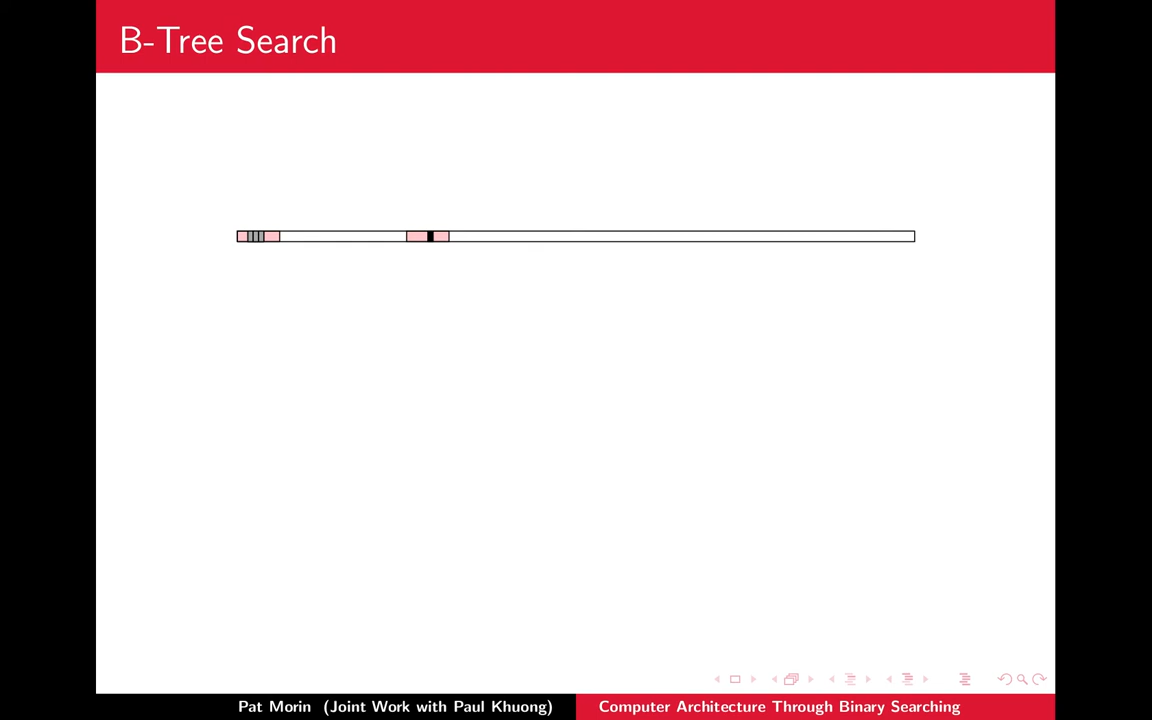 B-Tree Search
Pat Morin (Joint Work with Paul Khuong)
Computer Architecture Through Binary Searching